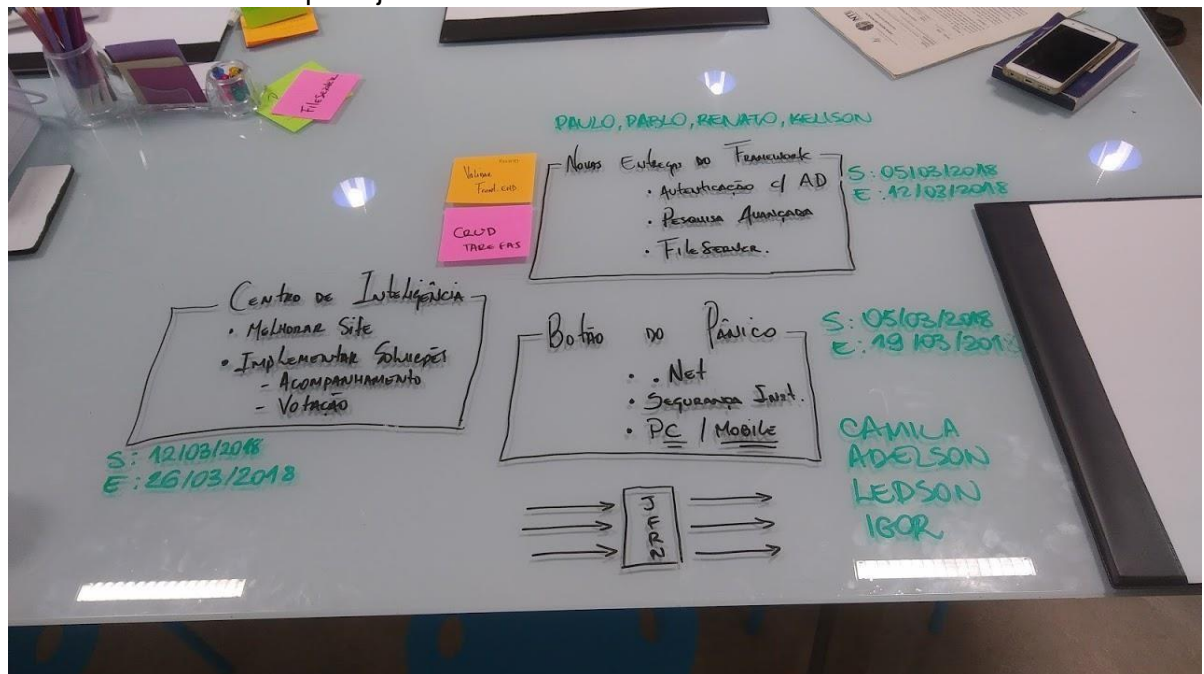 FileServer
PAULO, PABLO, RENATO, KELISON
Novas Entregas do Framework
• Autenticação c/ AD
• Pesquisa Avançada
• FileServer.
S: 05/03/2018
E: 12/03/2018
Validar
CRUD
TAREFAS
Centro de Inteligência
• Melhorar Site
• Implementar Soluções
- Acompanhamento
- Votação
S: 12/03/2018
E: 26/03/2018
Botão do Pânico
• .Net
• Segurança Inst.
• PC / Mobile
S: 05/03/2018
E: 19/03/2018
CAMILA
ADELSON
LEDSON
IGOR
JFRN